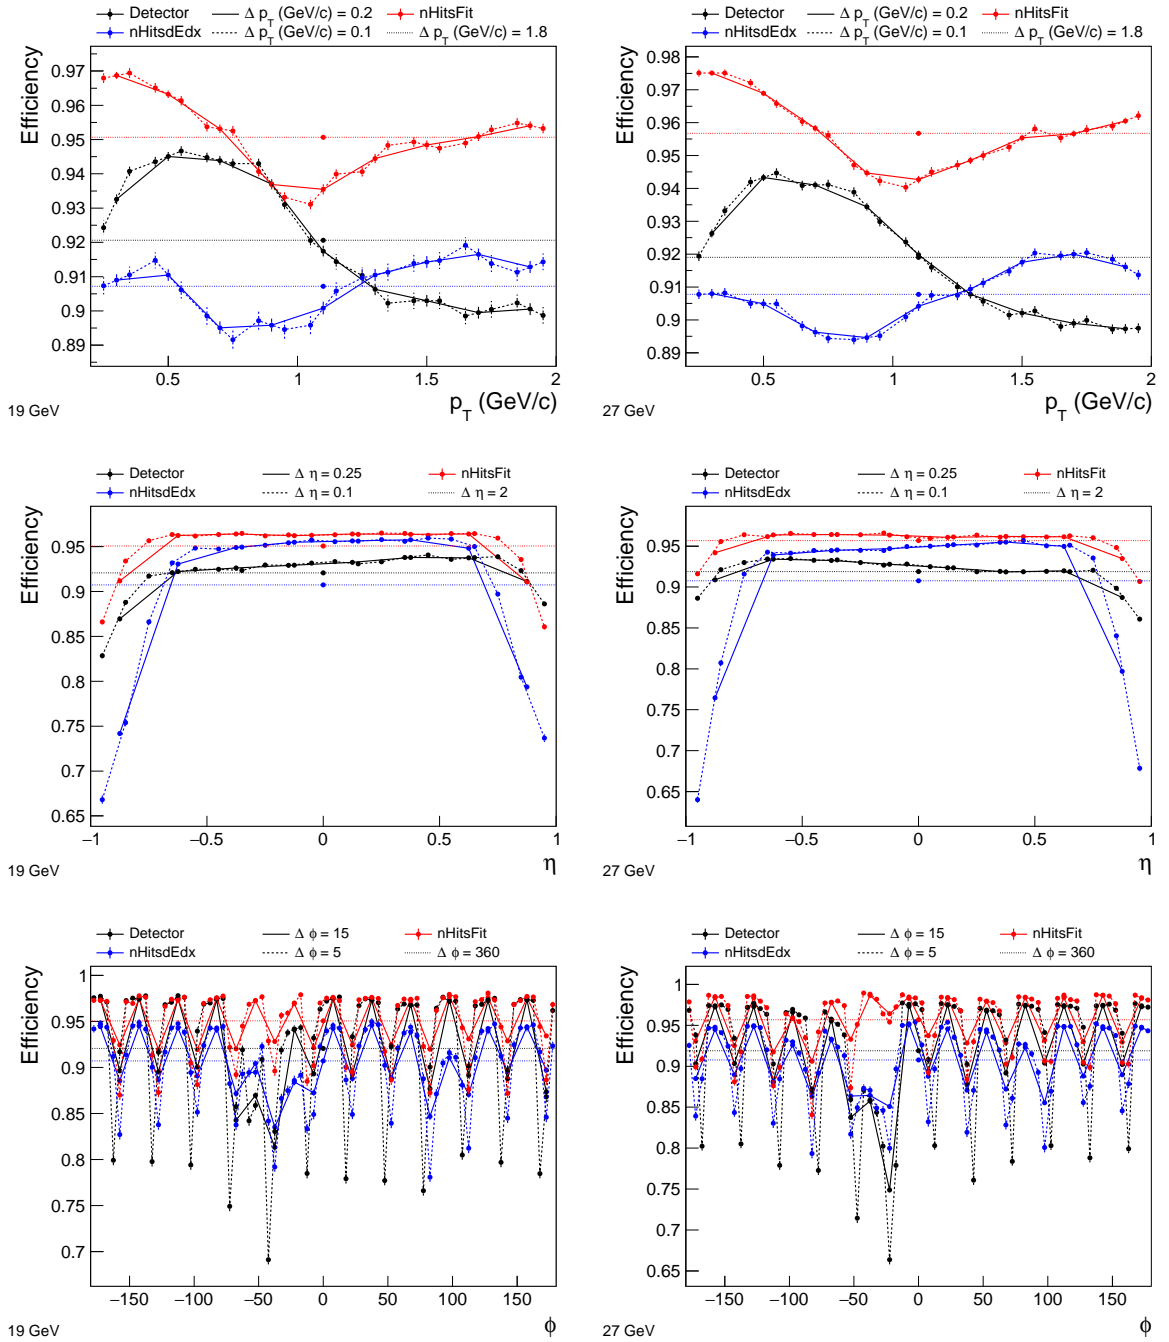 Detector Δ p_T (GeV/c) = 0.2 nHitsFit
nHitsdEdx Δ p_T (GeV/c) = 0.1 Δ p_T (GeV/c) = 1.8
Efficiency
0.97
0.96
0.95
0.94
0.93
0.92
0.91
0.9
0.89
0.5 1 1.5 2
p_T (GeV/c)
19 GeV
Detector Δ p_T (GeV/c) = 0.2 nHitsFit
nHitsdEdx Δ p_T (GeV/c) = 0.1 Δ p_T (GeV/c) = 1.8
Efficiency
0.98
0.97
0.96
0.95
0.94
0.93
0.92
0.91
0.9
0.89
0.5 1 1.5 2
p_T (GeV/c)
27 GeV
Detector Δ η = 0.25 nHitsFit
nHitsdEdx Δ η = 0.1 Δ η = 2
Efficiency
0.95
0.9
0.85
0.8
0.75
0.7
0.65
−1 −0.5 0 0.5 1
η
19 GeV
Detector Δ η = 0.25 nHitsFit
nHitsdEdx Δ η = 0.1 Δ η = 2
Efficiency
0.95
0.9
0.85
0.8
0.75
0.7
0.65
−1 −0.5 0 0.5 1
η
27 GeV
Detector Δ ϕ = 15 nHitsFit
nHitsdEdx Δ ϕ = 5 Δ ϕ = 360
Efficiency
1
0.95
0.9
0.85
0.8
0.75
0.7
−150 −100 −50 0 50 100 150
ϕ
19 GeV
Detector Δ ϕ = 15 nHitsFit
nHitsdEdx Δ ϕ = 5 Δ ϕ = 360
Efficiency
1
0.95
0.9
0.85
0.8
0.75
0.7
0.65
−150 −100 −50 0 50 100 150
ϕ
27 GeV